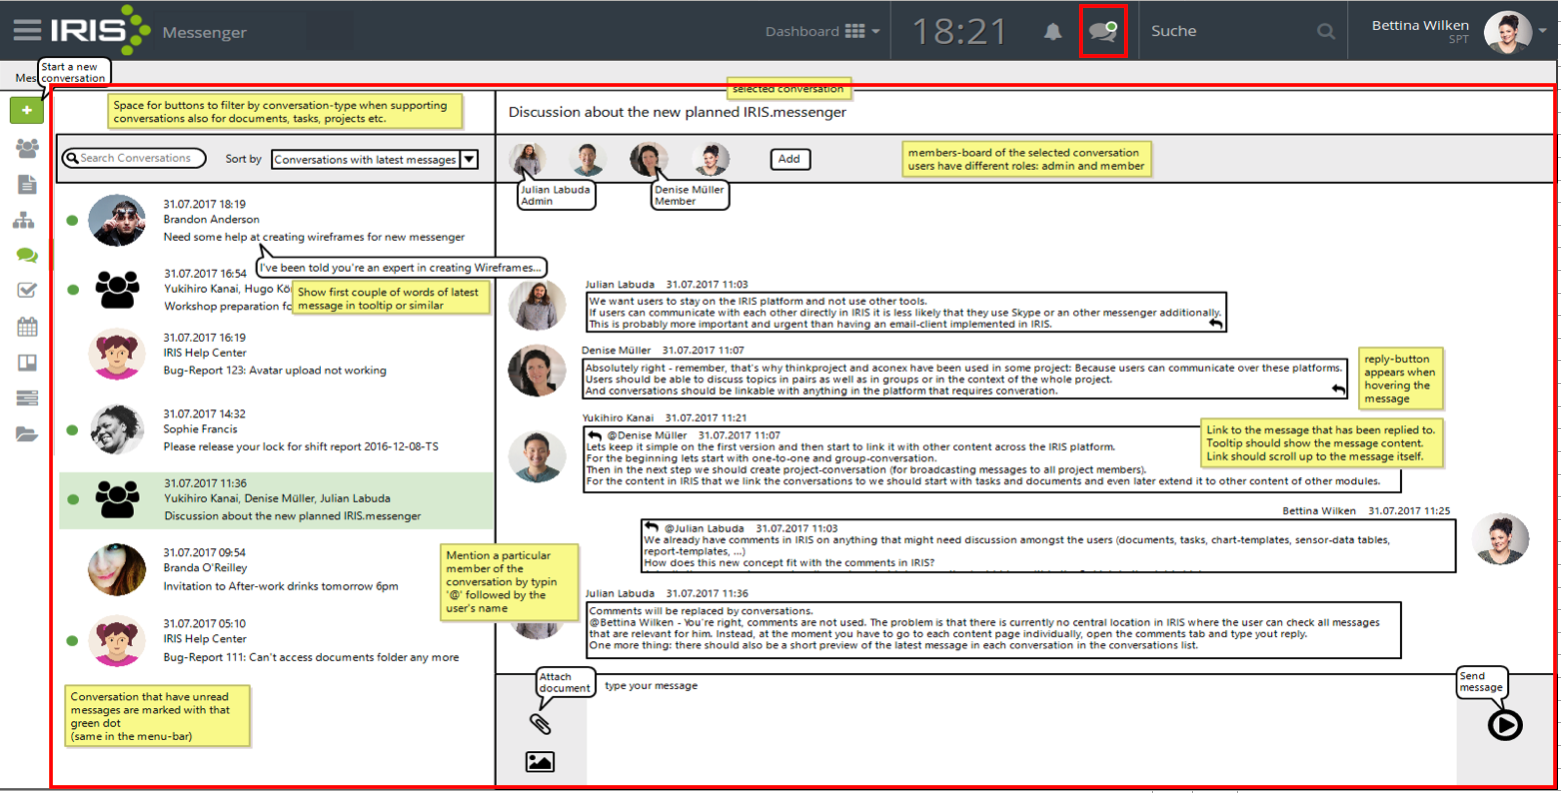 IRIS
Messenger
Dashboard
18:21
Suche
Bettina Wilken
SPT
Mes
Start a new
conversation
+
Space for buttons to filter by conversation-type when supporting
conversations also for documents, tasks, projects etc.
Search Conversations
Sort by
Conversations with latest messages
31.07.2017 18:19
Brandon Anderson
Need some help at creating wireframes for new messenger
I've been told you're an expert in creating Wireframes...
31.07.2017 16:54
Yukihiro Kanai, Hugo Kö
Workshop preparation fo
Show first couple of words of latest
message in tooltip or similar
31.07.2017 16:19
IRIS Help Center
Bug-Report 123: Avatar upload not working
31.07.2017 14:32
Sophie Francis
Please release your lock for shift report 2016-12-08-TS
31.07.2017 11:36
Yukihiro Kanai, Denise Müller, Julian Labuda
Discussion about the new planned IRIS.messenger
31.07.2017 09:54
Branda O'Reilley
Invitation to After-work drinks tomorrow 6pm
31.07.2017 05:10
IRIS Help Center
Bug-Report 111: Can't access documents folder any more
Conversation that have unread
messages are marked with that
green dot
(same in the menu-bar)
selected conversation
Discussion about the new planned IRIS.messenger
Add
members-board of the selected conversation
users have different roles: admin and member
Julian Labuda
Admin
Denise Müller
Member
Julian Labuda 31.07.2017 11:03
We want users to stay on the IRIS platform and not use other tools.
If users can communicate with each other directly in IRIS it is less likely that they use Skype or an other messenger additionally.
This is probably more important and urgent than having an email-client implemented in IRIS.
Denise Müller 31.07.2017 11:07
Absolutely right - remember, that's why thinkproject and aconex have been used in some project: Because users can communicate over these platforms.
Users should be able to discuss topics in pairs as well as in groups or in the context of the whole project.
And conversations should be linkable with anything in the platform that requires converation.
reply-button
appears when
hovering the
message
Yukihiro Kanai 31.07.2017 11:21
@Denise Müller 31.07.2017 11:07
Lets keep it simple on the first version and then start to link it with other content across the IRIS platform.
For the beginning lets start with one-to-one and group-conversation.
Then in the next step we should create project-conversation (for broadcasting messages to all project members).
For the content in IRIS that we link the conversations to we should start with tasks and documents and even later extend it to other content of other modules.
Link to the message that has been replied to.
Tooltip should show the message content.
Link should scroll up to the message itself.
Bettina Wilken 31.07.2017 11:25
@Julian Labuda 31.07.2017 11:03
We already have comments in IRIS on anything that might need discussion amongst the users (documents, tasks, chart-templates, sensor-data tables,
report-templates, ...)
How does this new concept fit with the comments in IRIS?
Mention a particular
member of the
conversation by typin
'@' followed by the
user's name
Julian Labuda 31.07.2017 11:36
Comments will be replaced by conversations.
@Bettina Wilken - You're right, comments are not used. The problem is that there is currently no central location in IRIS where the user can check all messages
that are relevant for him. Instead, at the moment you have to go to each content page individually, open the comments tab and type yout reply.
One more thing: there should also be a short preview of the latest message in each conversation in the conversations list.
Attach
document
type your message
Send
message